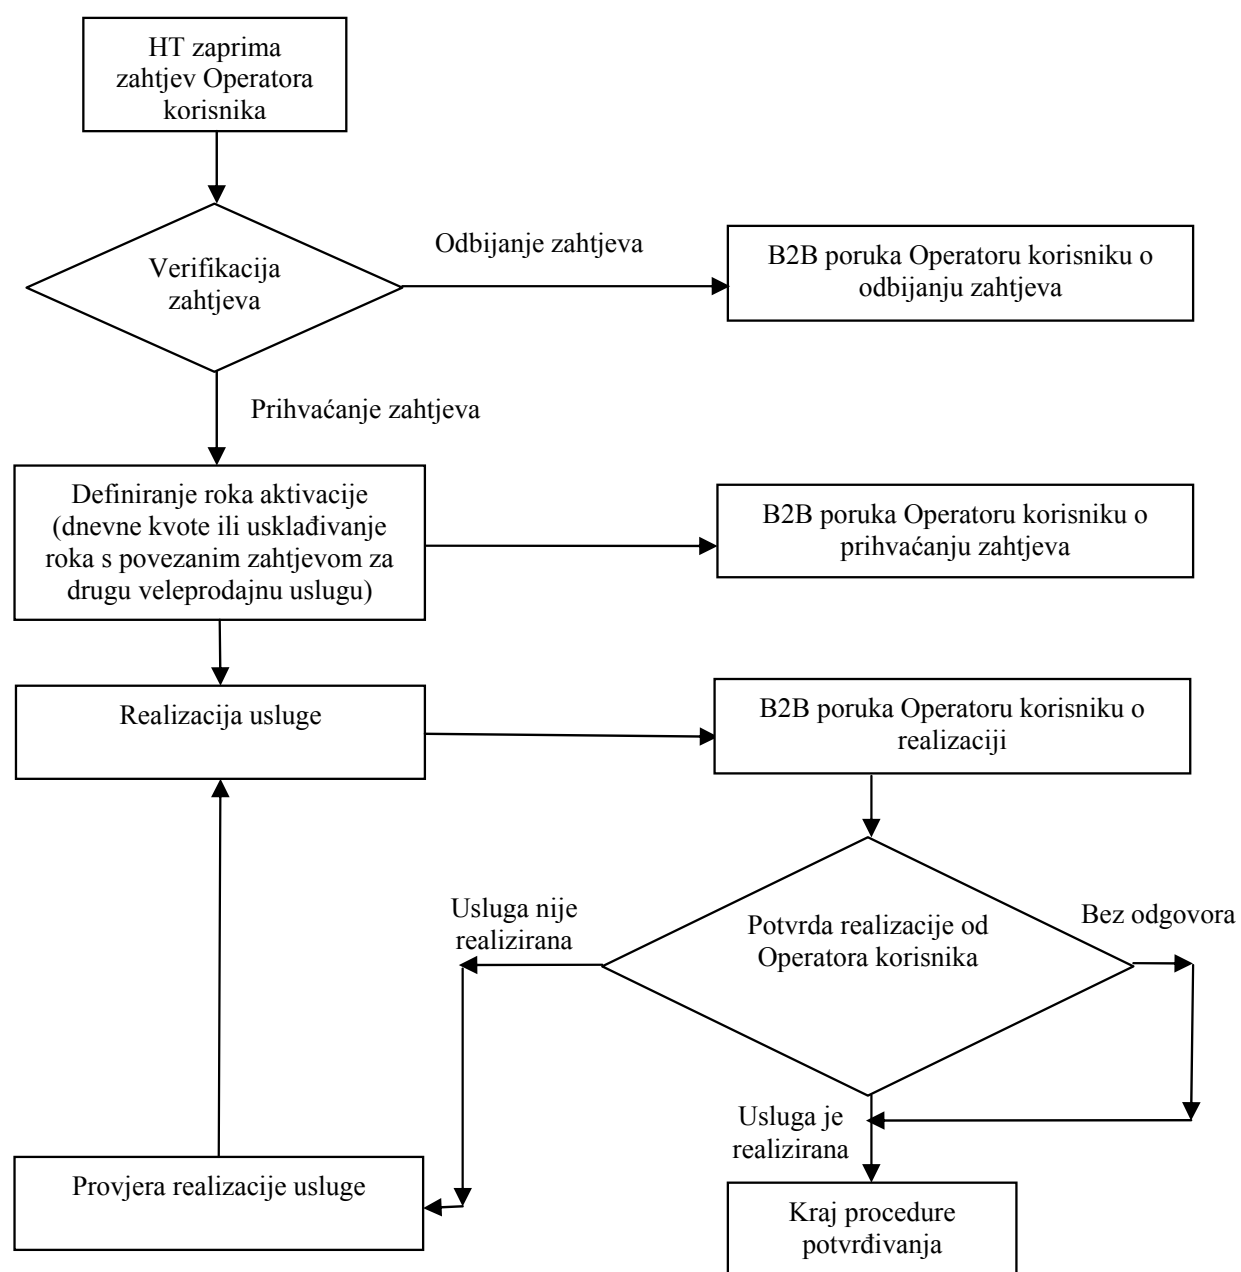 HT zaprima
zahtjev Operatora
korisnika
Verifikacija
zahtjeva
Odbijanje zahtjeva
B2B poruka Operatoru korisniku o
odbijanju zahtjeva
Prihvaćanje zahtjeva
Definiranje roka aktivacije
(dnevne kvote ili usklađivanje
roka s povezanim zahtjevom za
drugu veleprodajnu uslugu)
B2B poruka Operatoru korisniku o
prihvaćanju zahtjeva
Realizacija usluge
B2B poruka Operatoru korisniku o
realizaciji
Usluga nije
realizirana
Potvrda realizacije od
Operatora korisnika
Bez odgovora
Usluga je
realizirana
Provjera realizacije usluge
Kraj procedure
potvrđivanja